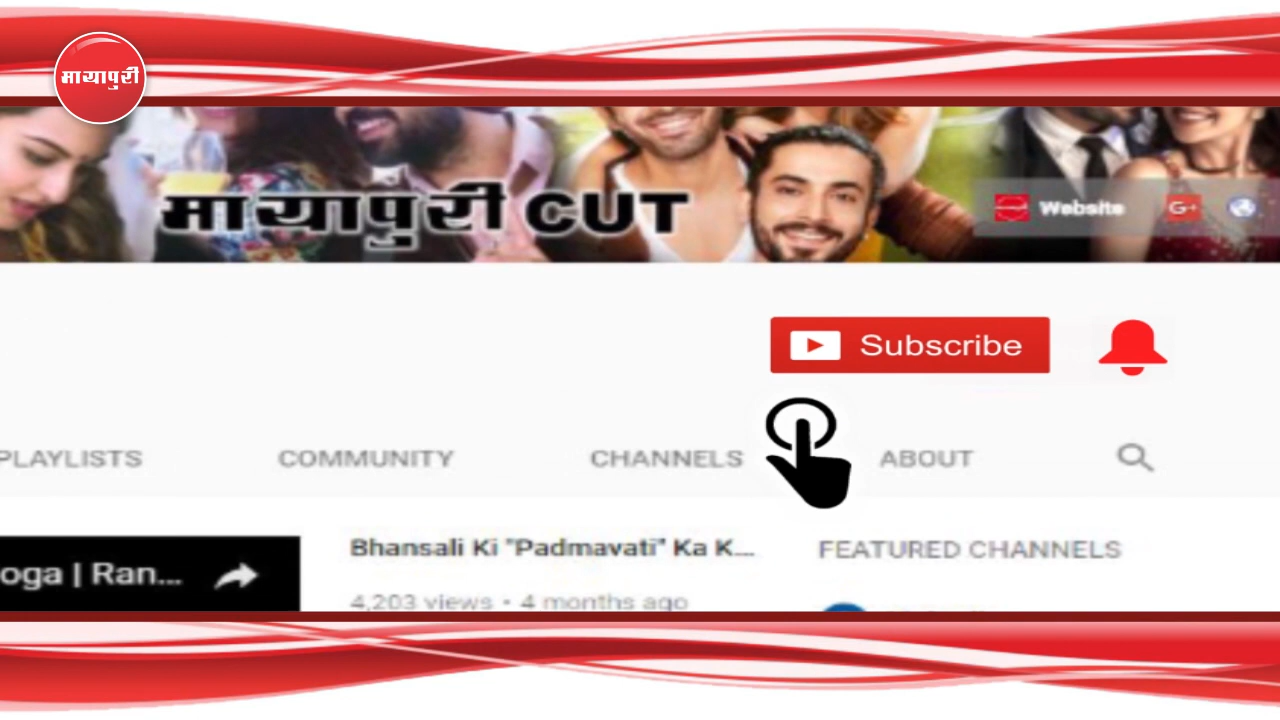 मायापुरी
मायापुरी CUT
Website
G+
Subscribe
PLAYLISTS COMMUNITY CHANNELS ABOUT
Bhansali Ki "Padmavati" Ka K...
FEATURED CHANNELS
oga | Ran...
4,203 views • 4 months ago